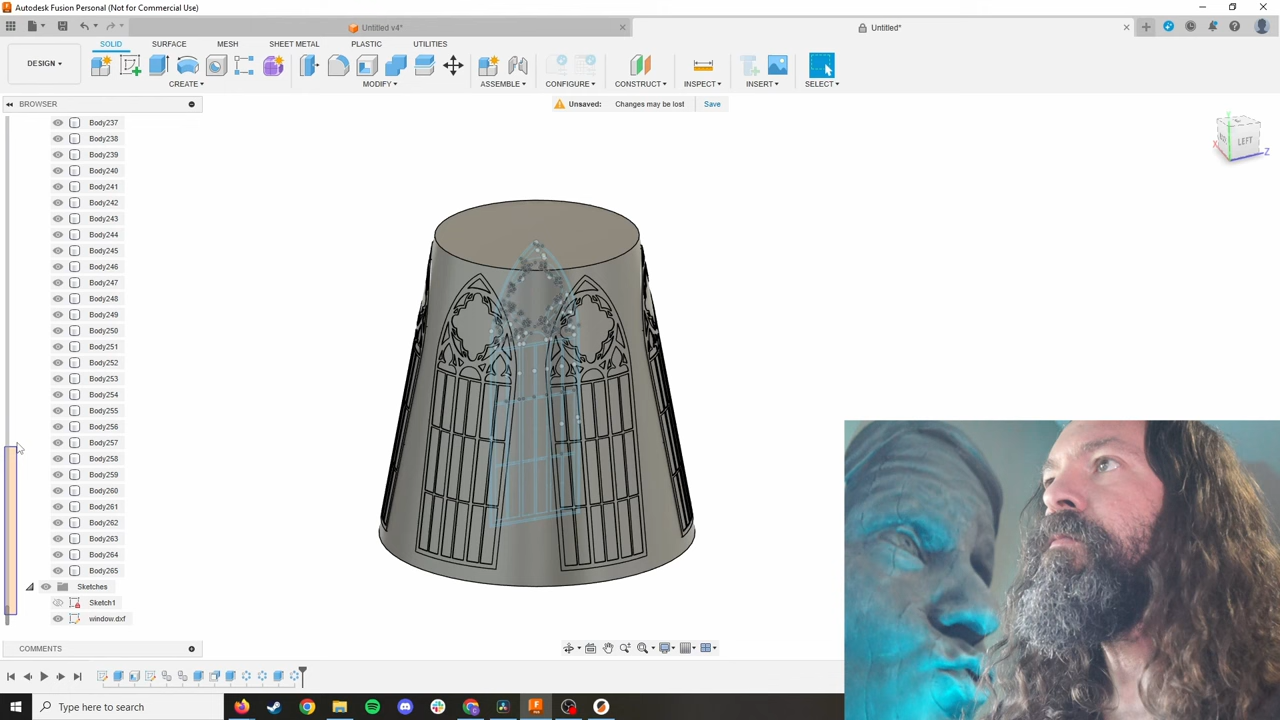 Autodesk Fusion Personal (Not for Commercial Use)
Untitled v4*
Untitled*
DESIGN
SOLID SURFACE MESH SHEET METAL PLASTIC UTILITIES
CREATE MODIFY ASSEMBLE CONFIGURE CONSTRUCT INSPECT INSERT SELECT
BROWSER
Unsaved: Changes may be lost Save
LEFT
X
Z
Body237
Body238
Body239
Body240
Body241
Body242
Body243
Body244
Body245
Body246
Body247
Body248
Body249
Body250
Body251
Body252
Body253
Body254
Body255
Body256
Body257
Body258
Body259
Body260
Body261
Body262
Body263
Body264
Body265
Sketches
Sketch1
window.dxf
COMMENTS
Type here to search